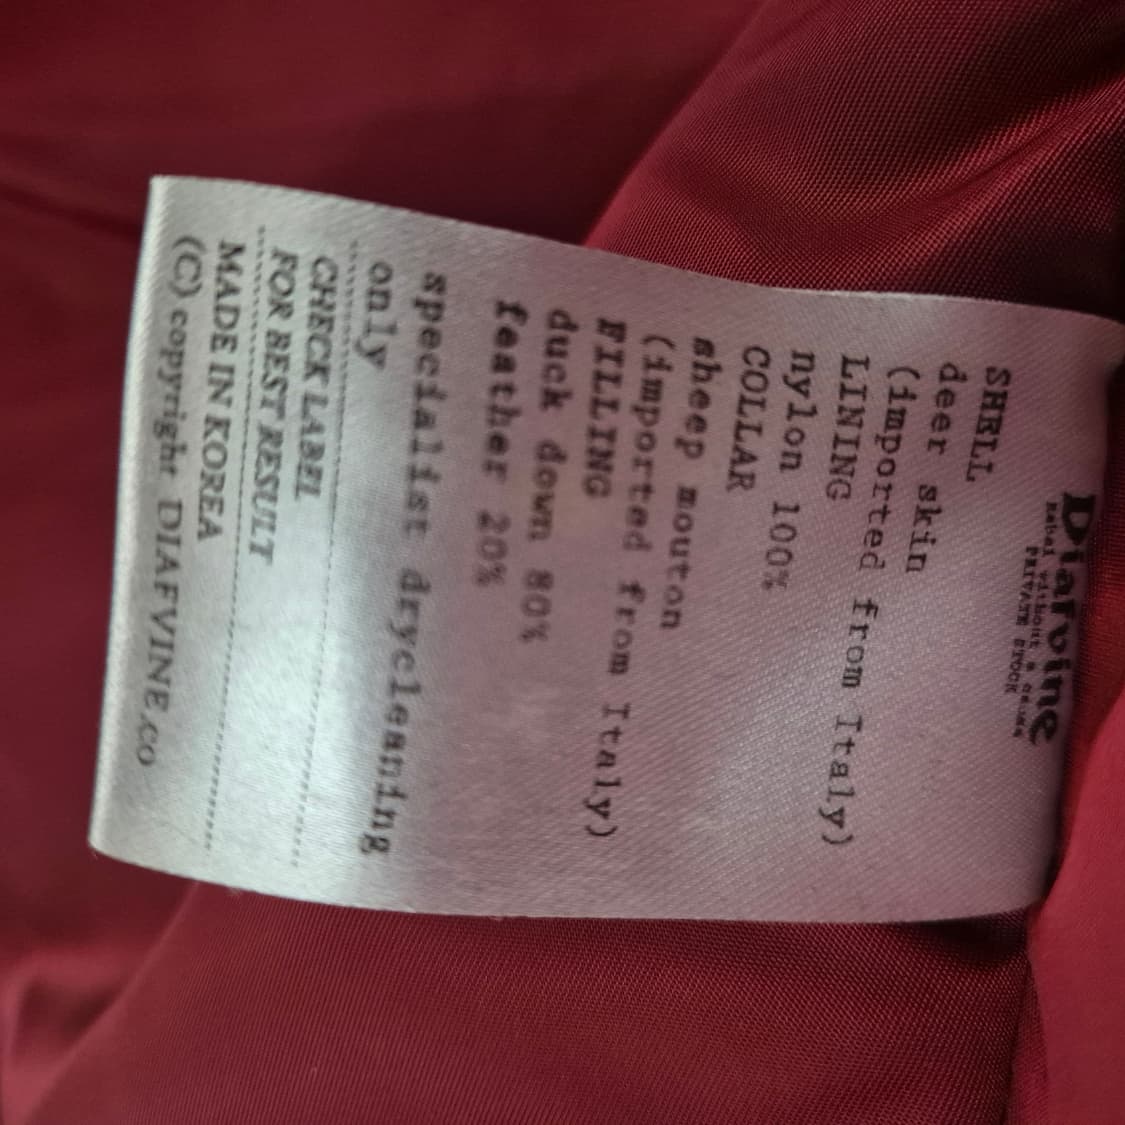 Diafvine
PRIVATE STOCK
SHELL
deer skin
(imported from Italy)
LINING
nylon 100%
COLLAR
sheep mouton
(imported from Italy)
FILLING
duck down 80%
feather 20%
specialist drycleaning
only
CHECK LABEL
FOR BEST RESULT
MADE IN KOREA
(C) copyright DIAFVINE.co